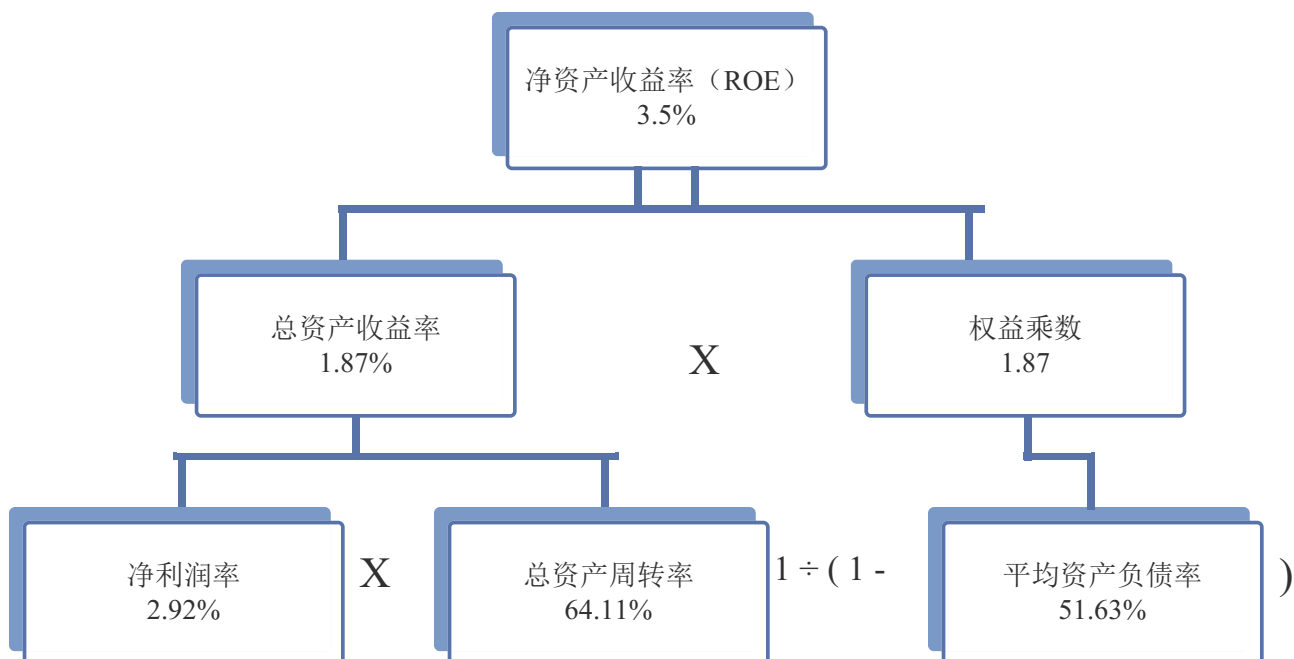 净资产收益率（ROE）
3.5%
总资产收益率
1.87%
X
权益乘数
1.87
净利润率
2.92%
X
总资产周转率
64.11%
1 ÷ ( 1 -
平均资产负债率
51.63%
)